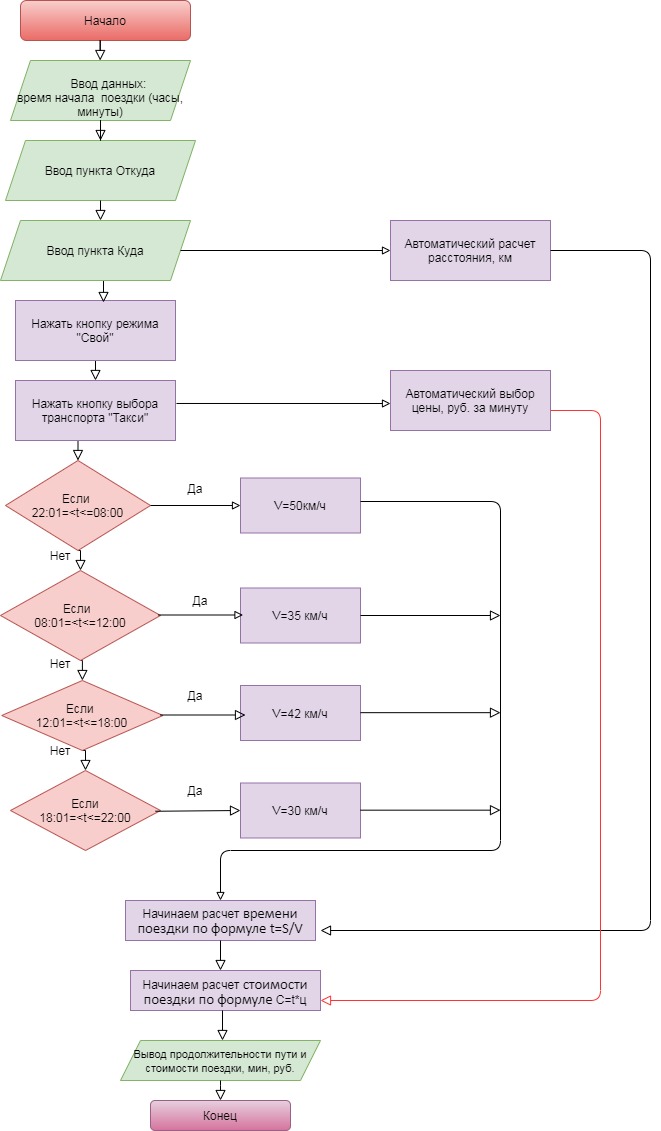 Начало
Ввод данных:
время начала поездки (часы,
минуты)
Ввод пункта Откуда
Ввод пункта Куда
Автоматический расчет
расстояния, км
Нажать кнопку режима
"Свой"
Нажать кнопку выбора
транспорта "Такси"
Автоматический выбор
цены, руб. за минуту
Если
22:01=<t<=08:00
Да
V=50км/ч
Нет
Если
08:01=<t<=12:00
Да
V=35 км/ч
Нет
Если
12:01=<t<=18:00
Да
V=42 км/ч
Нет
Если
18:01=<t<=22:00
Да
V=30 км/ч
Начинаем расчет времени
поездки по формуле t=S/V
Начинаем расчет стоимости
поездки по формуле C=t*ц
Вывод продолжительности пути и
стоимости поездки, мин, руб.
Конец